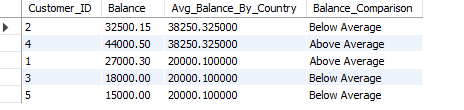 Customer_ID Balance Avg_Balance_By_Country Balance_Comparison
2 32500.15 38250.325000 Below Average
4 44000.50 38250.325000 Above Average
1 27000.30 20000.100000 Above Average
3 18000.00 20000.100000 Below Average
5 15000.00 20000.100000 Below Average